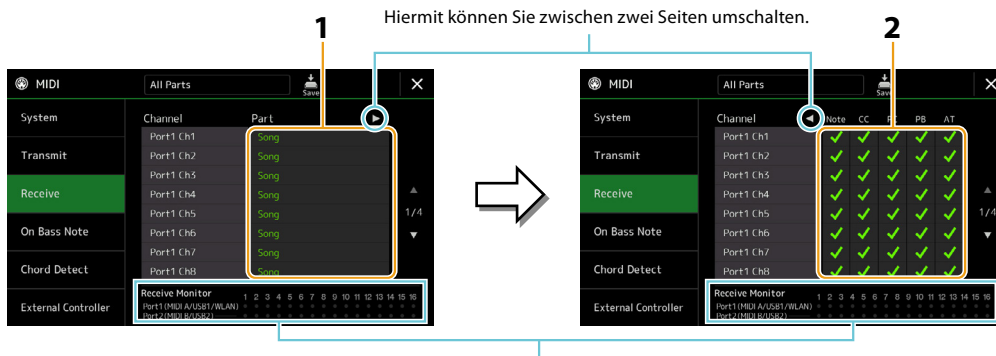 Hiermit können Sie zwischen zwei Seiten umschalten.
1
2
MIDI
All Parts
Save
System
Transmit
Receive
On Bass Note
Chord Detect
External Controller
Channel Part
Port1 Ch1 Song
Port1 Ch2 Song
Port1 Ch3 Song
Port1 Ch4 Song
Port1 Ch5 Song
Port1 Ch6 Song
Port1 Ch7 Song
Port1 Ch8 Song
1/4
Receive Monitor 1 2 3 4 5 6 7 8 9 10 11 12 13 14 15 16
Port1(MIDI A/USB1/WLAN)
Port2(MIDI B/USB2)
MIDI
All Parts
Save
System
Transmit
Receive
On Bass Note
Chord Detect
External Controller
Channel Note CC PC PB AT
Port1 Ch1
Port1 Ch2
Port1 Ch3
Port1 Ch4
Port1 Ch5
Port1 Ch6
Port1 Ch7
Port1 Ch8
1/4
Receive Monitor 1 2 3 4 5 6 7 8 9 10 11 12 13 14 15 16
Port1(MIDI A/USB1/WLAN)
Port2(MIDI B/USB2)